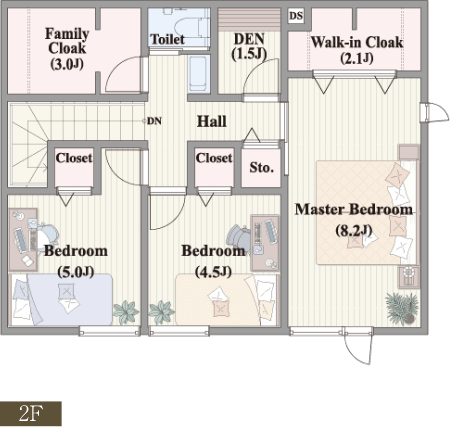 Family
Cloak
(3.0J)
Toilet
DEN
(1.5J)
DS
Walk-in Cloak
(2.1J)
DN
Hall
Closet
Closet
Sto.
Master Bedroom
(8.2J)
Bedroom
(5.0J)
Bedroom
(4.5J)
2F